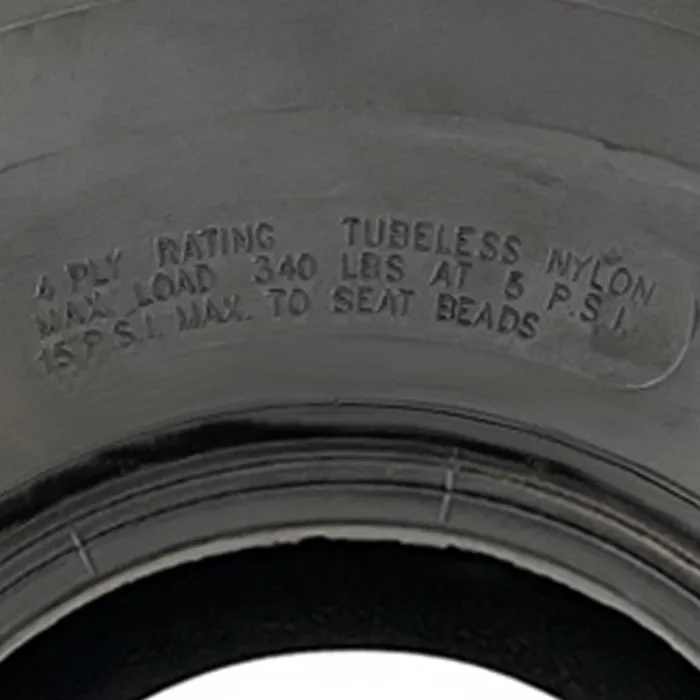 4 PLY RATING TUBELESS NYLON
MAX. LOAD 340 LBS AT 5 P.S.I.
15 P.S.I. MAX. TO SEAT BEADS